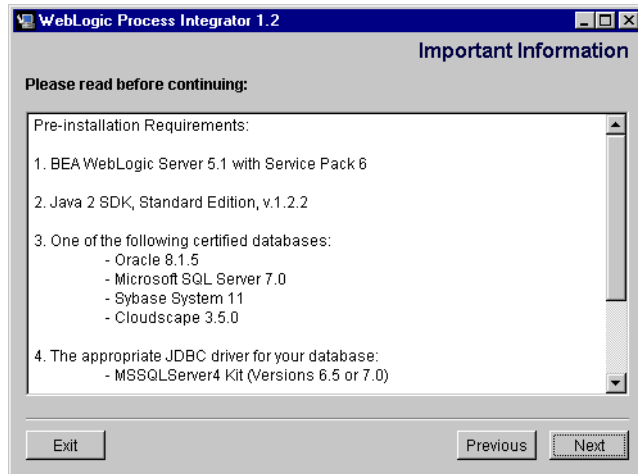 WebLogic Process Integrator 1.2
Important Information
Please read before continuing:
Pre-installation Requirements:
1. BEA WebLogic Server 5.1 with Service Pack 6
2. Java 2 SDK, Standard Edition, v.1.2.2
3. One of the following certified databases:
- Oracle 8.1.5
- Microsoft SQL Server 7.0
- Sybase System 11
- Cloudscape 3.5.0
4. The appropriate JDBC driver for your database:
- MSSQLServer4 Kit (Versions 6.5 or 7.0)
Exit
Previous
Next